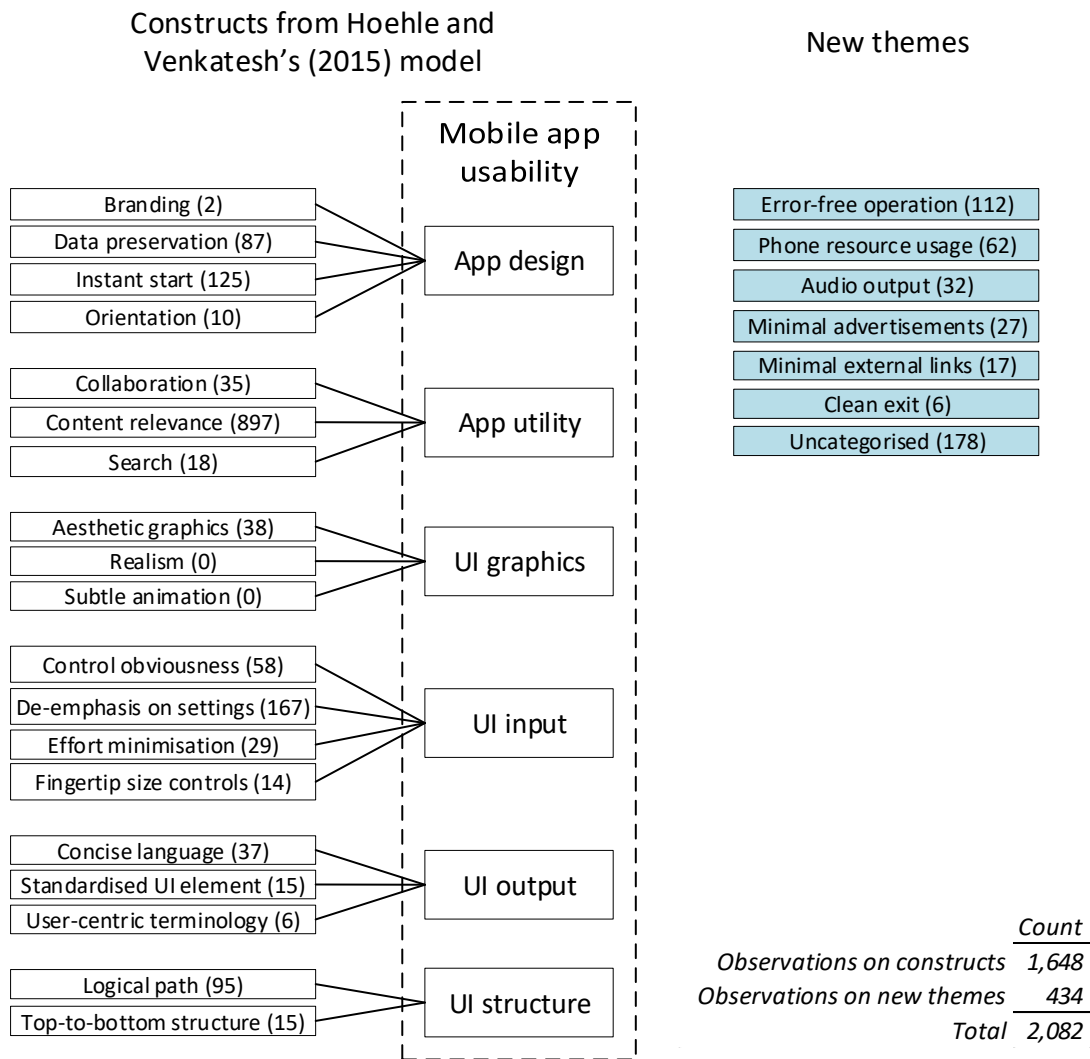 Constructs from Hoehle and
Venkatesh's (2015) model
New themes
Mobile app
usability
Branding (2)
Data preservation (87)
Instant start (125)
Orientation (10)
App design
Collaboration (35)
Content relevance (897)
Search (18)
App utility
Aesthetic graphics (38)
Realism (0)
Subtle animation (0)
UI graphics
Control obviousness (58)
De-emphasis on settings (167)
Effort minimisation (29)
Fingertip size controls (14)
UI input
Concise language (37)
Standardised UI element (15)
User-centric terminology (6)
UI output
Logical path (95)
Top-to-bottom structure (15)
UI structure
Error-free operation (112)
Phone resource usage (62)
Audio output (32)
Minimal advertisements (27)
Minimal external links (17)
Clean exit (6)
Uncategorised (178)
Count
Observations on constructs 1,648
Observations on new themes 434
Total 2,082